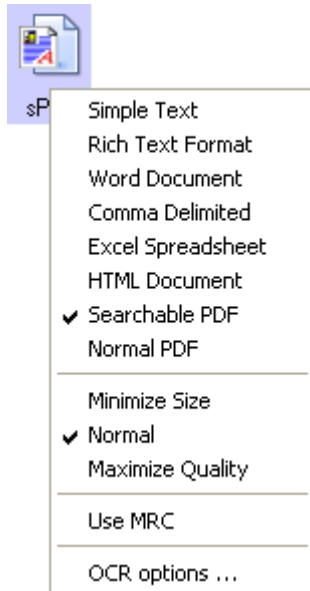 sP
Simple Text
Rich Text Format
Word Document
Comma Delimited
Excel Spreadsheet
HTML Document
Searchable PDF
Normal PDF
Minimize Size
Normal
Maximize Quality
Use MRC
OCR options ...